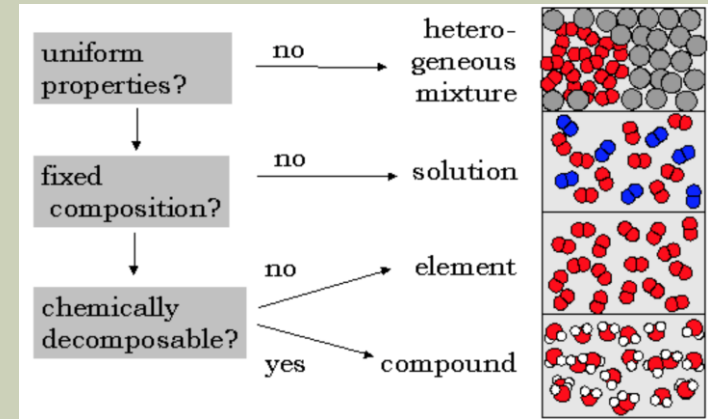 uniform
properties?
no
hetero-
geneous
mixture
fixed
composition?
no
solution
chemically
decomposable?
no
element
yes
compound